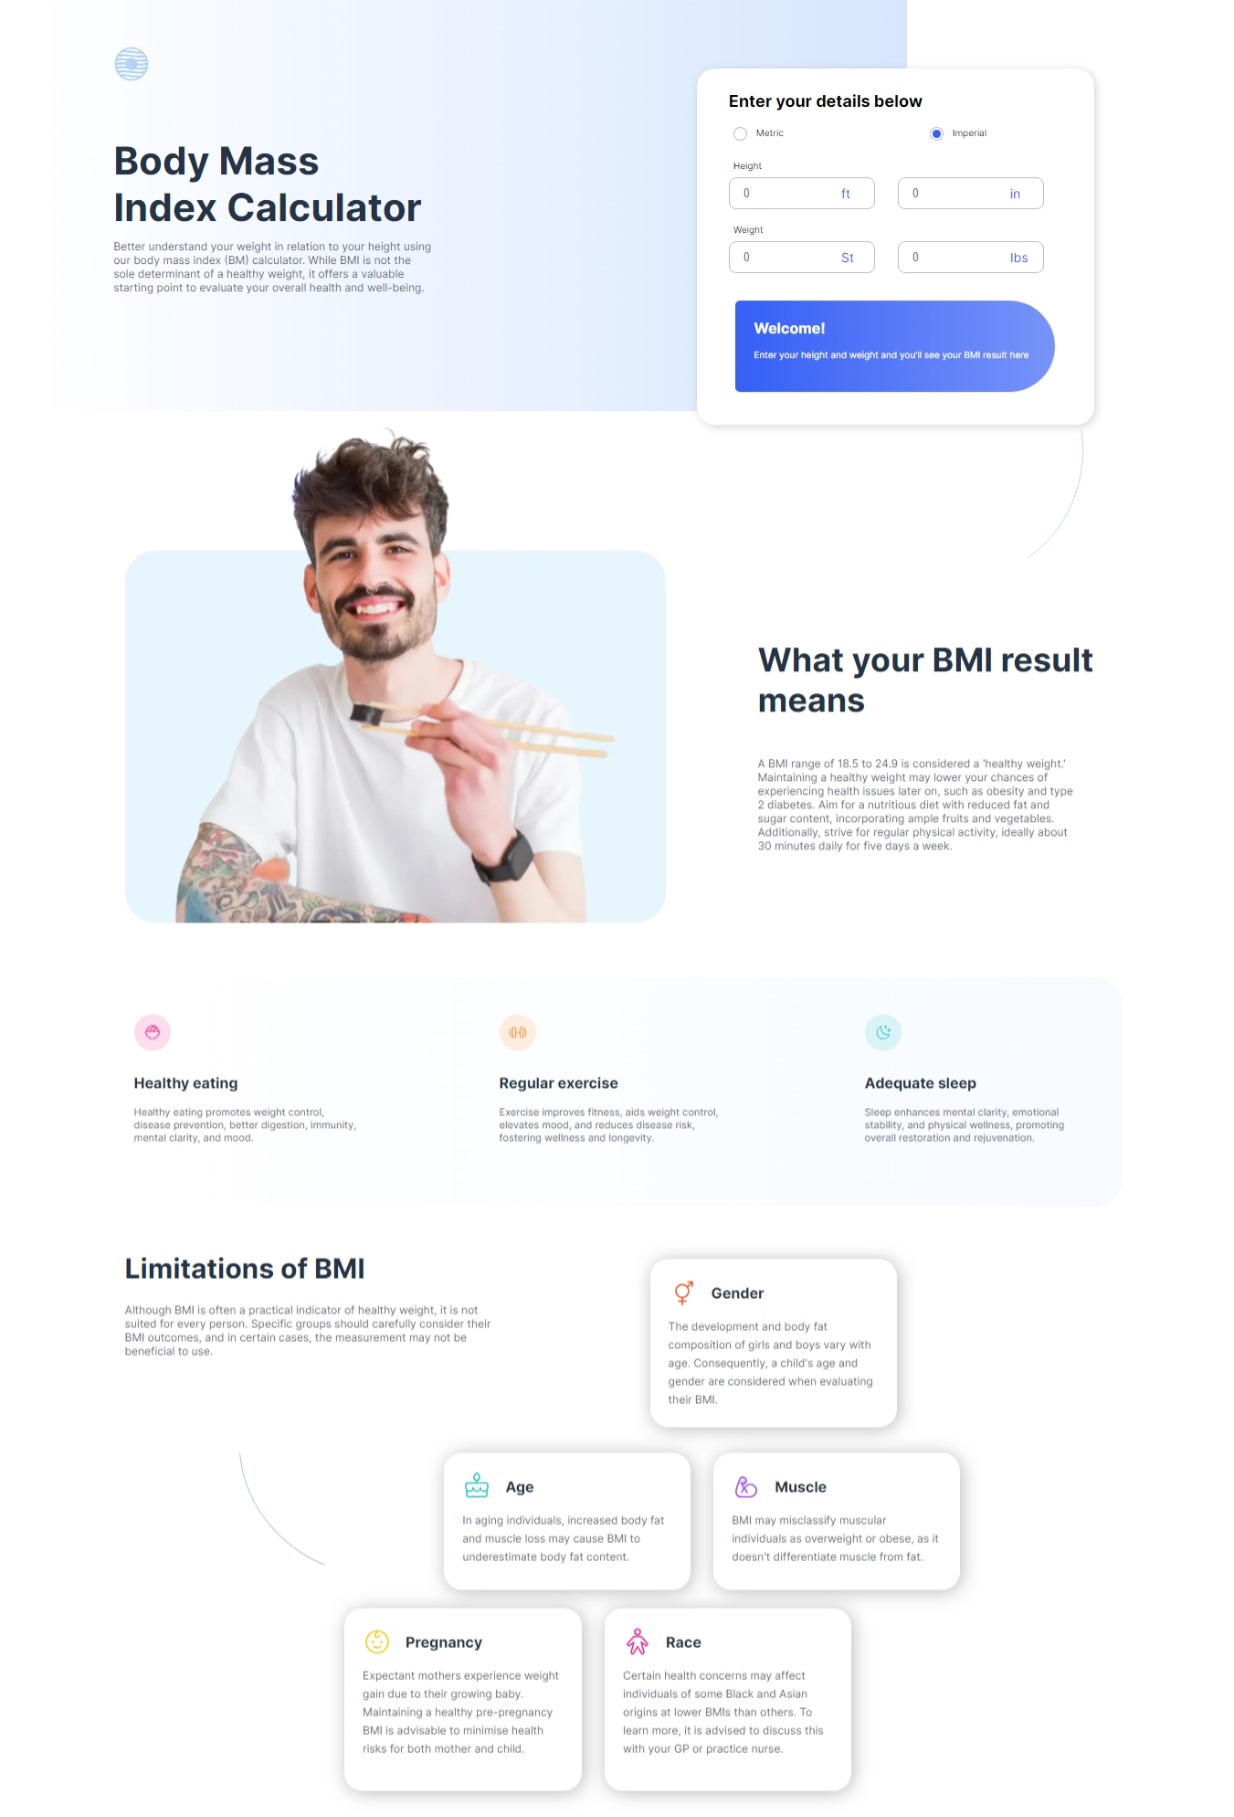 Body Mass
Index Calculator
Better understand your weight in relation to your height using
our body mass index (BM) calculator. While BMI is not the
sole determinant of a healthy weight, it offers a valuable
starting point to evaluate your overall health and well-being.
Enter your details below
Metric
Imperial
Height
0 ft
0 in
Weight
0 St
0 lbs
Welcome!
Enter your height and weight and you'll see your BMI result here
What your BMI result
means
A BMI range of 18.5 to 24.9 is considered a 'healthy weight.'
Maintaining a healthy weight may lower your chances of
experiencing health issues later on, such as obesity and type
2 diabetes. Aim for a nutritious diet with reduced fat and
sugar content, incorporating ample fruits and vegetables.
Additionally, strive for regular physical activity, ideally about
30 minutes daily for five days a week.
Healthy eating
Healthy eating promotes weight control,
disease prevention, better digestion, immunity,
mental clarity, and mood.
Regular exercise
Exercise improves fitness, aids weight control,
elevates mood, and reduces disease risk,
fostering wellness and longevity.
Adequate sleep
Sleep enhances mental clarity, emotional
stability, and physical wellness, promoting
overall restoration and rejuvenation.
Limitations of BMI
Although BMI is often a practical indicator of healthy weight, it is not
suited for every person. Specific groups should carefully consider their
BMI outcomes, and in certain cases, the measurement may not be
beneficial to use.
Gender
The development and body fat
composition of girls and boys vary with
age. Consequently, a child's age and
gender are considered when evaluating
their BMI.
Age
In aging individuals, increased body fat
and muscle loss may cause BMI to
underestimate body fat content.
Muscle
BMI may misclassify muscular
individuals as overweight or obese, as it
doesn't differentiate muscle from fat.
Pregnancy
Expectant mothers experience weight
gain due to their growing baby.
Maintaining a healthy pre-pregnancy
BMI is advisable to minimise health
risks for both mother and child.
Race
Certain health concerns may affect
individuals of some Black and Asian
origins at lower BMIs than others. To
learn more, it is advised to discuss this
with your GP or practice nurse.